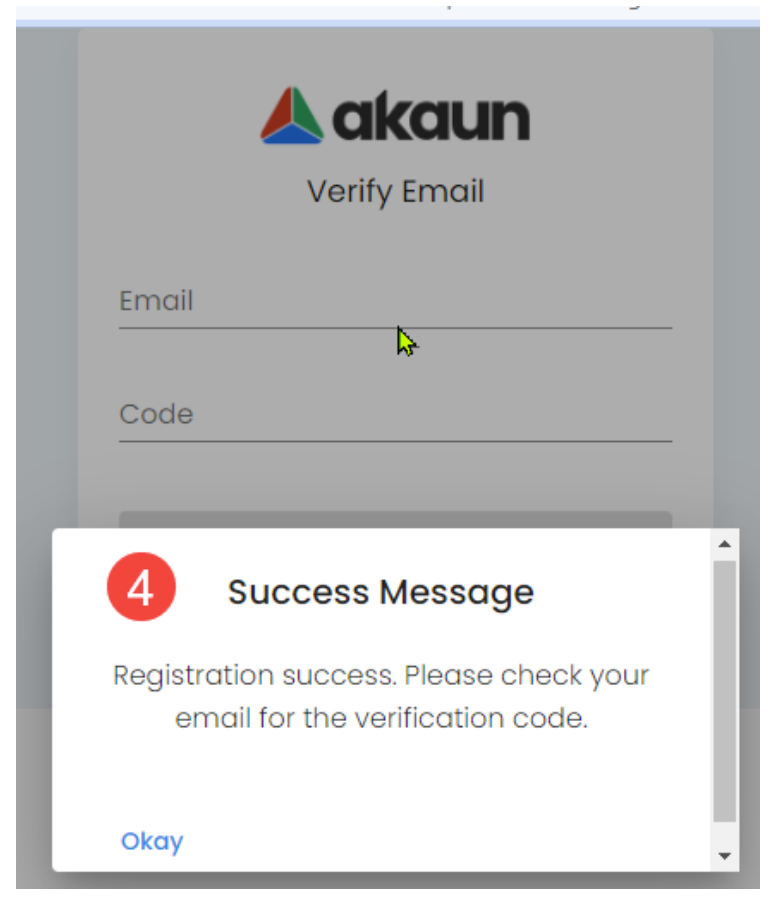 akaun
Verify Email
Email
Code
4
Success Message
Registration success. Please check your
email for the verification code.
Okay